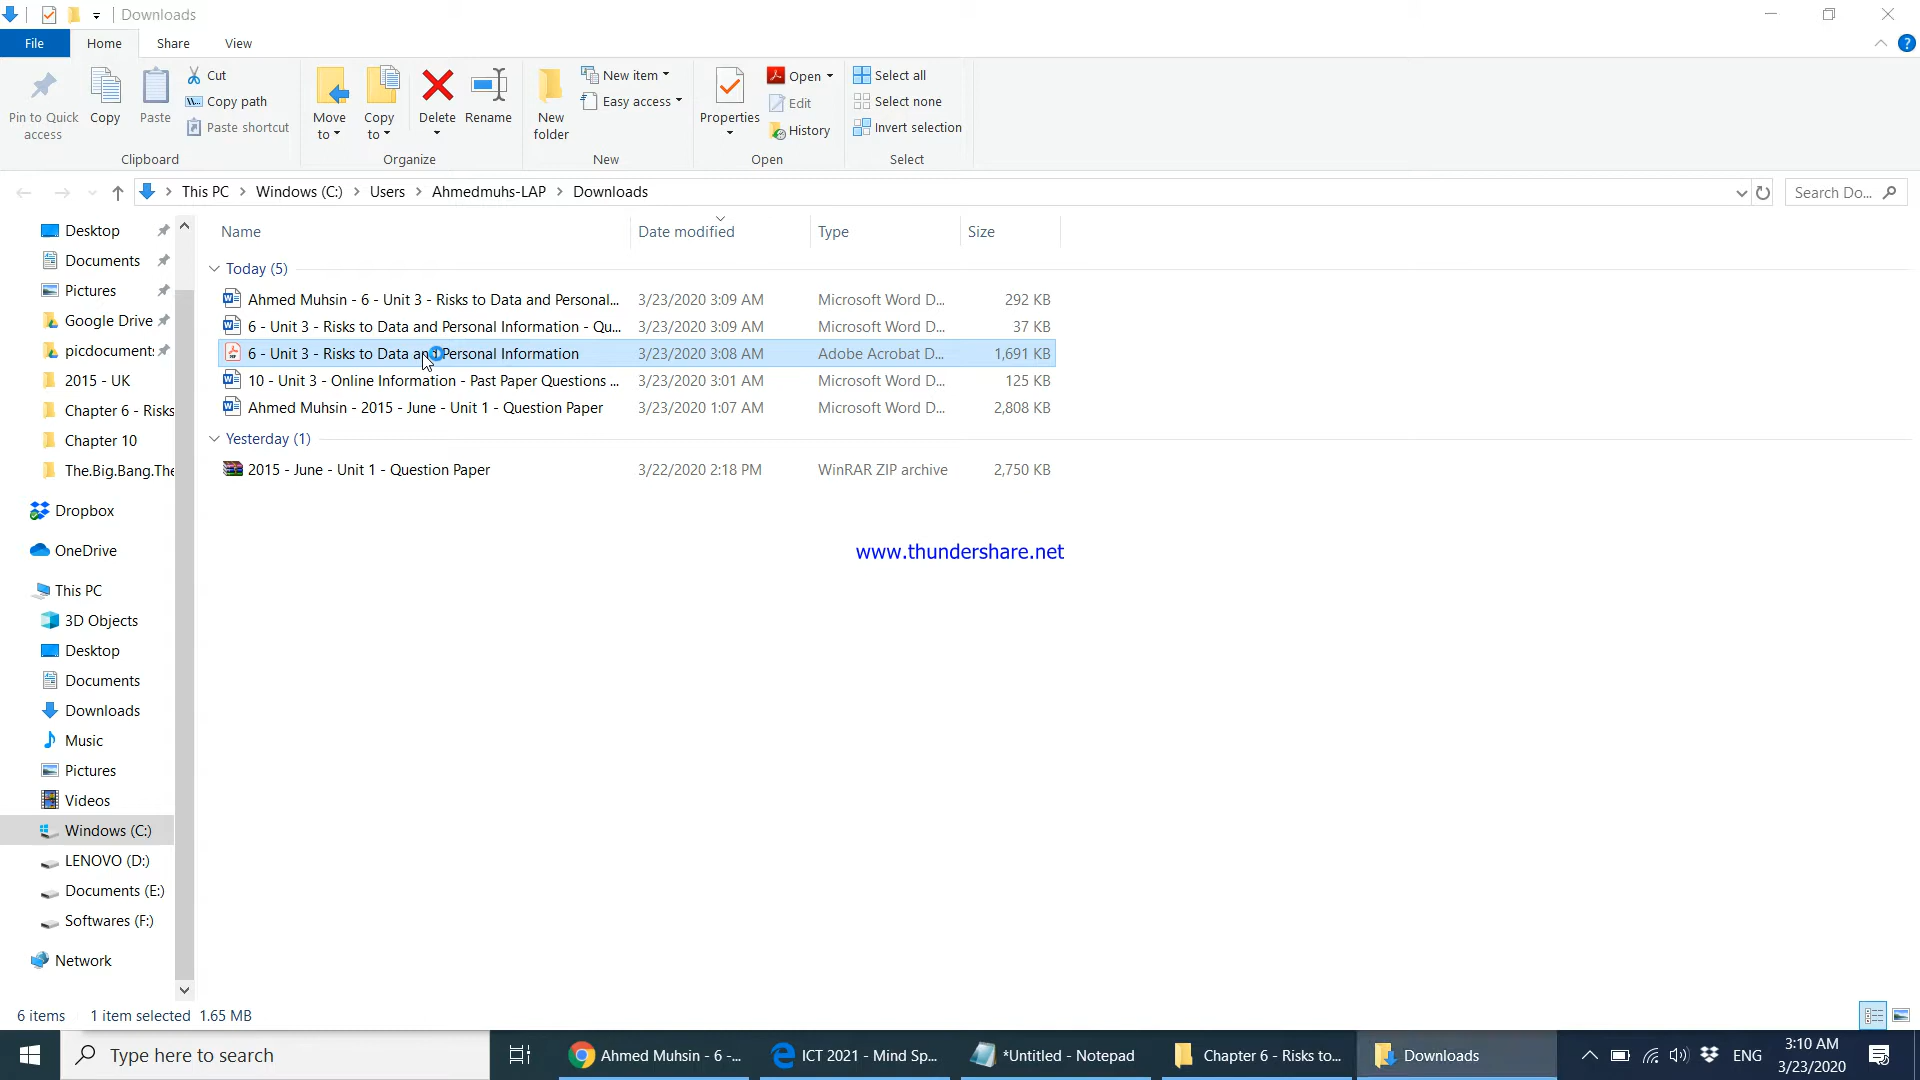 Downloads
File Home Share View
Pin to Quick access
Copy
Paste
Cut
Copy path
Paste shortcut
Clipboard
Move to
Copy to
Delete
Rename
Organize
New folder
New item
Easy access
New
Properties
Open
Edit
History
Open
Select all
Select none
Invert selection
Select
This PC > Windows (C:) > Users > Ahmedmuhs-LAP > Downloads
Search Do...
Name Date modified Type Size
Today (5)
Ahmed Muhsin - 6 - Unit 3 - Risks to Data and Personal... 3/23/2020 3:09 AM Microsoft Word D... 292 KB
6 - Unit 3 - Risks to Data and Personal Information - Qu... 3/23/2020 3:09 AM Microsoft Word D... 37 KB
6 - Unit 3 - Risks to Data and Personal Information 3/23/2020 3:08 AM Adobe Acrobat D... 1,691 KB
10 - Unit 3 - Online Information - Past Paper Questions ... 3/23/2020 3:01 AM Microsoft Word D... 125 KB
Ahmed Muhsin - 2015 - June - Unit 1 - Question Paper 3/23/2020 1:07 AM Microsoft Word D... 2,808 KB
Yesterday (1)
2015 - June - Unit 1 - Question Paper 3/22/2020 2:18 PM WinRAR ZIP archive 2,750 KB
www.thundershare.net
Desktop
Documents
Pictures
Google Drive
picdocuments
2015 - UK
Chapter 6 - Risks
Chapter 10
The.Big.Bang.The
Dropbox
OneDrive
This PC
3D Objects
Desktop
Documents
Downloads
Music
Pictures
Videos
Windows (C:)
LENOVO (D:)
Documents (E:)
Softwares (F:)
Network
6 items 1 item selected 1.65 MB
Type here to search
Ahmed Muhsin - 6 -...
ICT 2021 - Mind Sp...
*Untitled - Notepad
Chapter 6 - Risks to...
Downloads
ENG
3:10 AM
3/23/2020